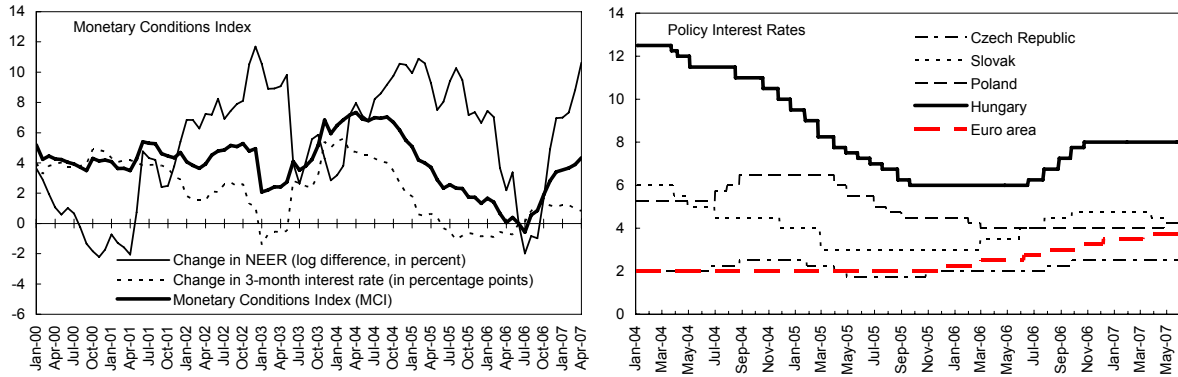 Monetary Conditions Index
14
12
10
8
6
4
2
0
-2
-4
-6
Change in NEER (log difference, in percent)
Change in 3-month interest rate (in percentage points)
Monetary Conditions Index (MCI)
Jan-00
Apr-00
Jul-00
Oct-00
Jan-01
Apr-01
Jul-01
Oct-01
Jan-02
Apr-02
Jul-02
Oct-02
Jan-03
Apr-03
Jul-03
Oct-03
Jan-04
Apr-04
Jul-04
Oct-04
Jan-05
Apr-05
Jul-05
Oct-05
Jan-06
Apr-06
Jul-06
Oct-06
Jan-07
Apr-07
Policy Interest Rates
14
12
10
8
6
4
2
0
Czech Republic
Slovak
Poland
Hungary
Euro area
Jan-04
Mar-04
May-04
Jul-04
Sep-04
Nov-04
Jan-05
Mar-05
May-05
Jul-05
Sep-05
Nov-05
Jan-06
Mar-06
May-06
Jul-06
Sep-06
Nov-06
Jan-07
Mar-07
May-07